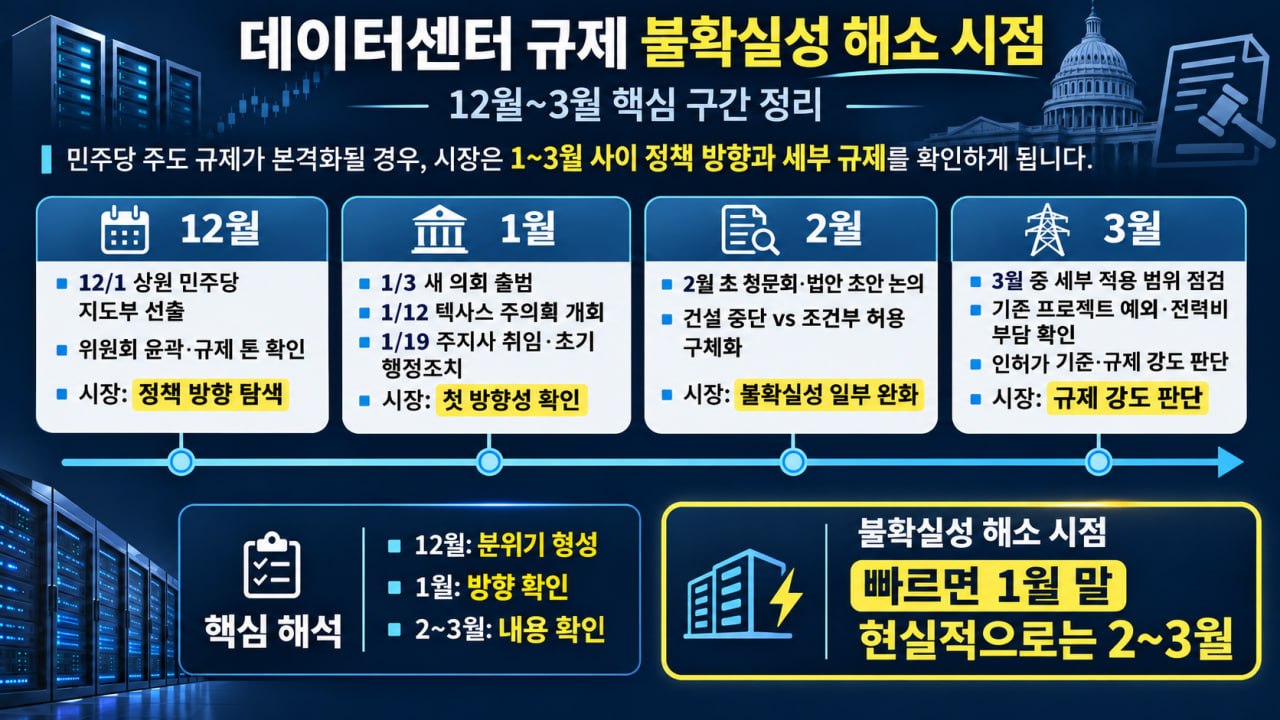 데이터센터 규제 불확실성 해소 시점
12월~3월 핵심 구간 정리
민주당 주도 규제가 본격화될 경우, 시장은 1~3월 사이 정책 방향과 세부 규제를 확인하게 됩니다.
12월
12/1 상원 민주당
지도부 선출
위원회 윤곽·규제 톤 확인
시장: 정책 방향 탐색
1월
1/3 새 의회 출범
1/12 텍사스 주의회 개회
1/19 주지사 취임·초기
행정조치
시장: 첫 방향성 확인
2월
2월 초 청문회·법안 초안 논의
건설 중단 vs 조건부 허용
구체화
시장: 불확실성 일부 완화
3월
3월 중 세부 적용 범위 점검
기존 프로젝트 예외·전력비
부담 확인
인허가 기준·규제 강도 판단
시장: 규제 강도 판단
핵심 해석
12월: 분위기 형성
1월: 방향 확인
2~3월: 내용 확인
불확실성 해소 시점
빠르면 1월 말
현실적으로는 2~3월